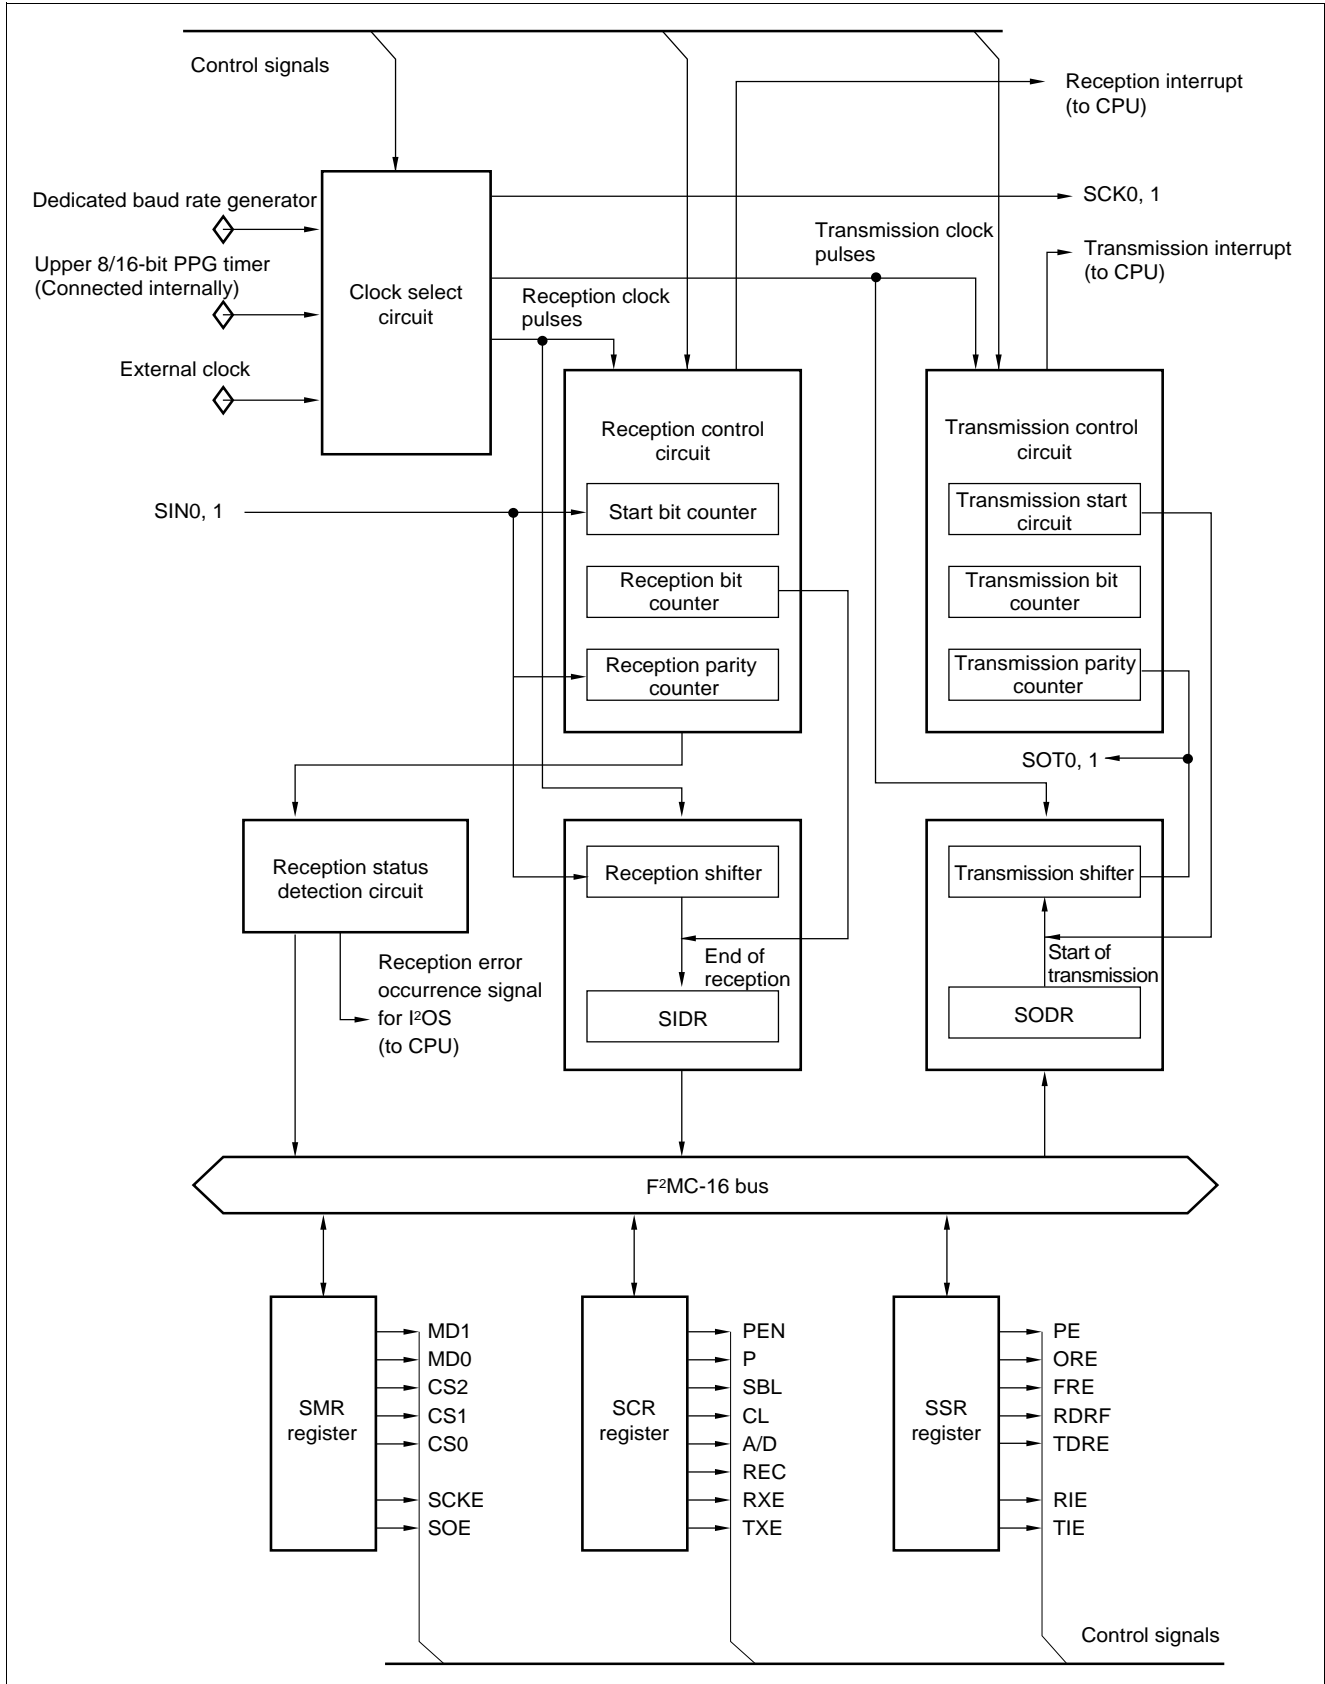 Control signals
Reception interrupt
(to CPU)
Dedicated baud rate generator
SCK0, 1
Transmission clock
pulses
Transmission interrupt
(to CPU)
Upper 8/16-bit PPG timer
(Connected internally)
Clock select
circuit
Reception clock
pulses
External clock
Reception control
circuit
Transmission control
circuit
SIN0, 1
Start bit counter
Transmission start
circuit
Reception bit
counter
Transmission bit
counter
Reception parity
counter
Transmission parity
counter
SOT0, 1
Reception status
detection circuit
Reception shifter
Transmission shifter
End of
reception
Start of
transmission
Reception error
occurrence signal
for I²OS
(to CPU)
SIDR
SODR
F²MC-16 bus
SMR
register
MD1
MD0
CS2
CS1
CS0
SCKE
SOE
SCR
register
PEN
P
SBL
CL
A/D
REC
RXE
TXE
SSR
register
PE
ORE
FRE
RDRF
TDRE
RIE
TIE
Control signals